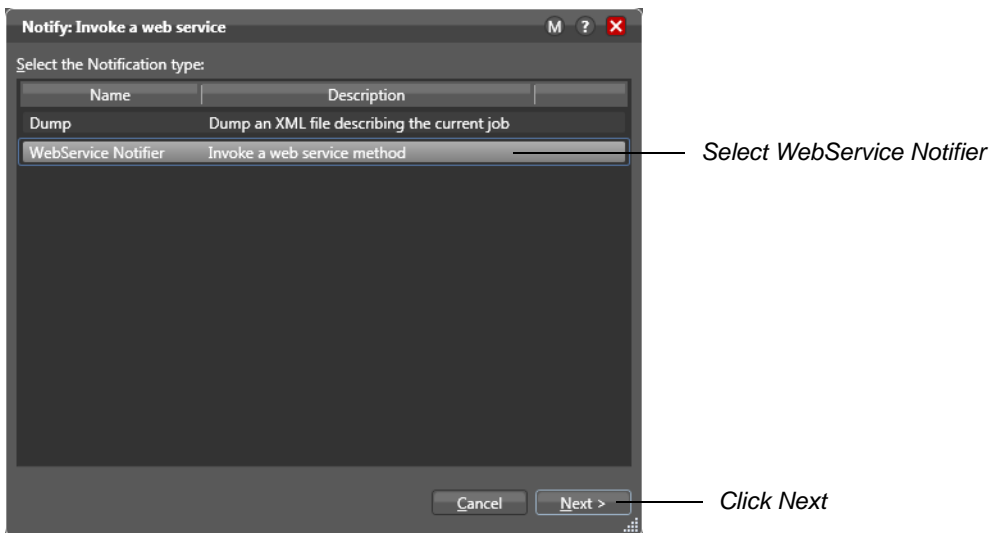 Notify: Invoke a web service M ? X
Select the Notification type:
Name Description
Dump Dump an XML file describing the current job
WebService Notifier Invoke a web service method Select WebService Notifier
Cancel Next > Click Next